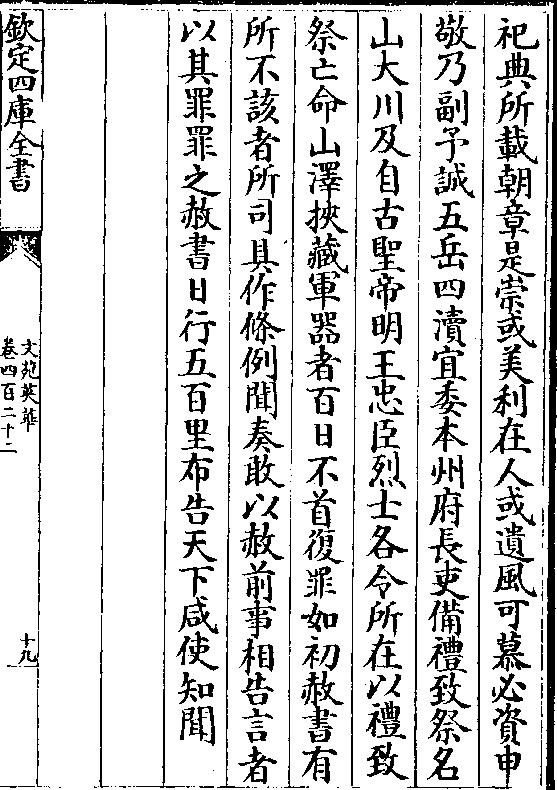 祀典所載朝章是崇或美利在人或遺風可慕必資申
敬乃副予誠五岳四瀆宜委本州府長吏備禮致祭名
山大川及自古聖帝明王忠臣烈士各令所在以禮致
祭亡命山澤挾藏軍器者百日不首復罪如初赦書有
所不該者所司具作條例聞奏敢以赦前事相告言者
以其罪罪之赦書日行五百里布告天下咸使知聞
欽定四庫全書
文苑英華
卷四百二十二
十九